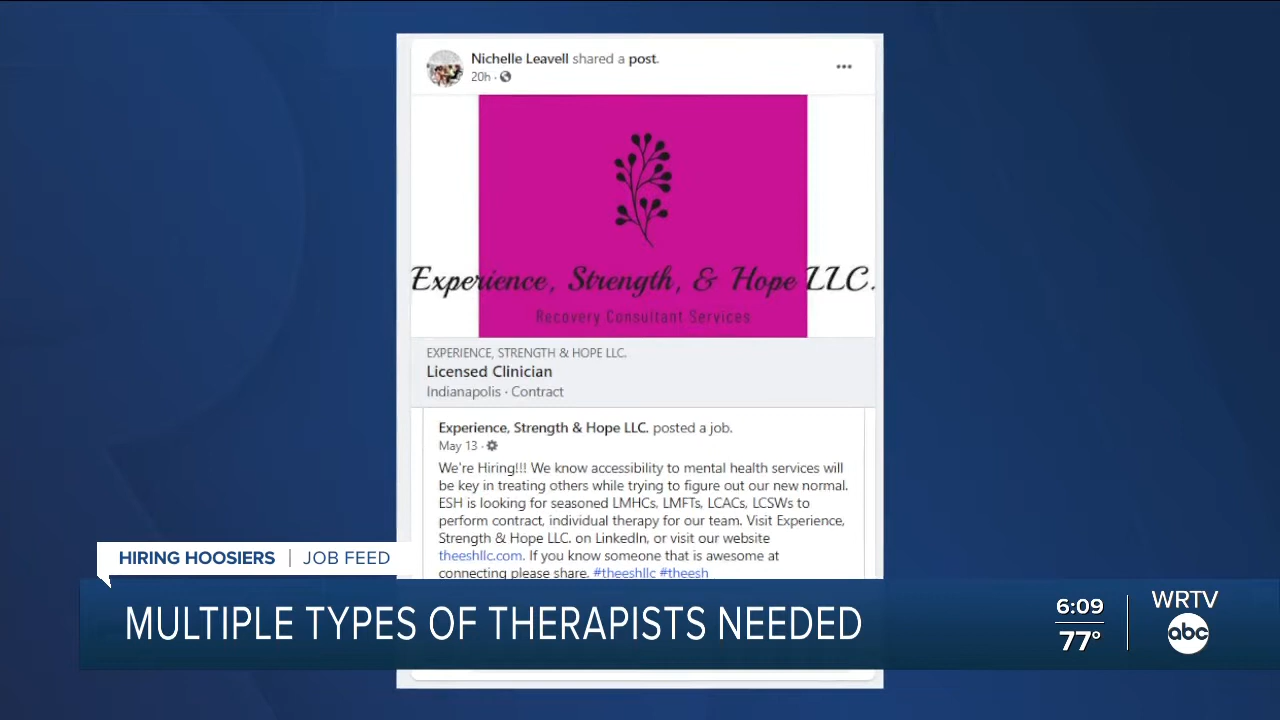 Nichelle Leavell shared a post.
20h ·
Experience, Strength, & Hope LLC.
Recovery Consultant Services
EXPERIENCE, STRENGTH & HOPE LLC.
Licensed Clinician
Indianapolis · Contract
Experience, Strength & Hope LLC. posted a job.
May 13 ·
We're Hiring!!! We know accessibility to mental health services will
be key in treating others while trying to figure out our new normal.
ESH is looking for seasoned LMHCs, LMFTs, LCACs, LCSWs to
perform contract, individual therapy for our team. Visit Experience,
Strength & Hope LLC. on LinkedIn, or visit our website
theeshllc.com. If you know someone that is awesome at
connecting please share. #theeshllc #theesh
HIRING HOOSIERS | JOB FEED
MULTIPLE TYPES OF THERAPISTS NEEDED
6:09
77°
WRTV
abc